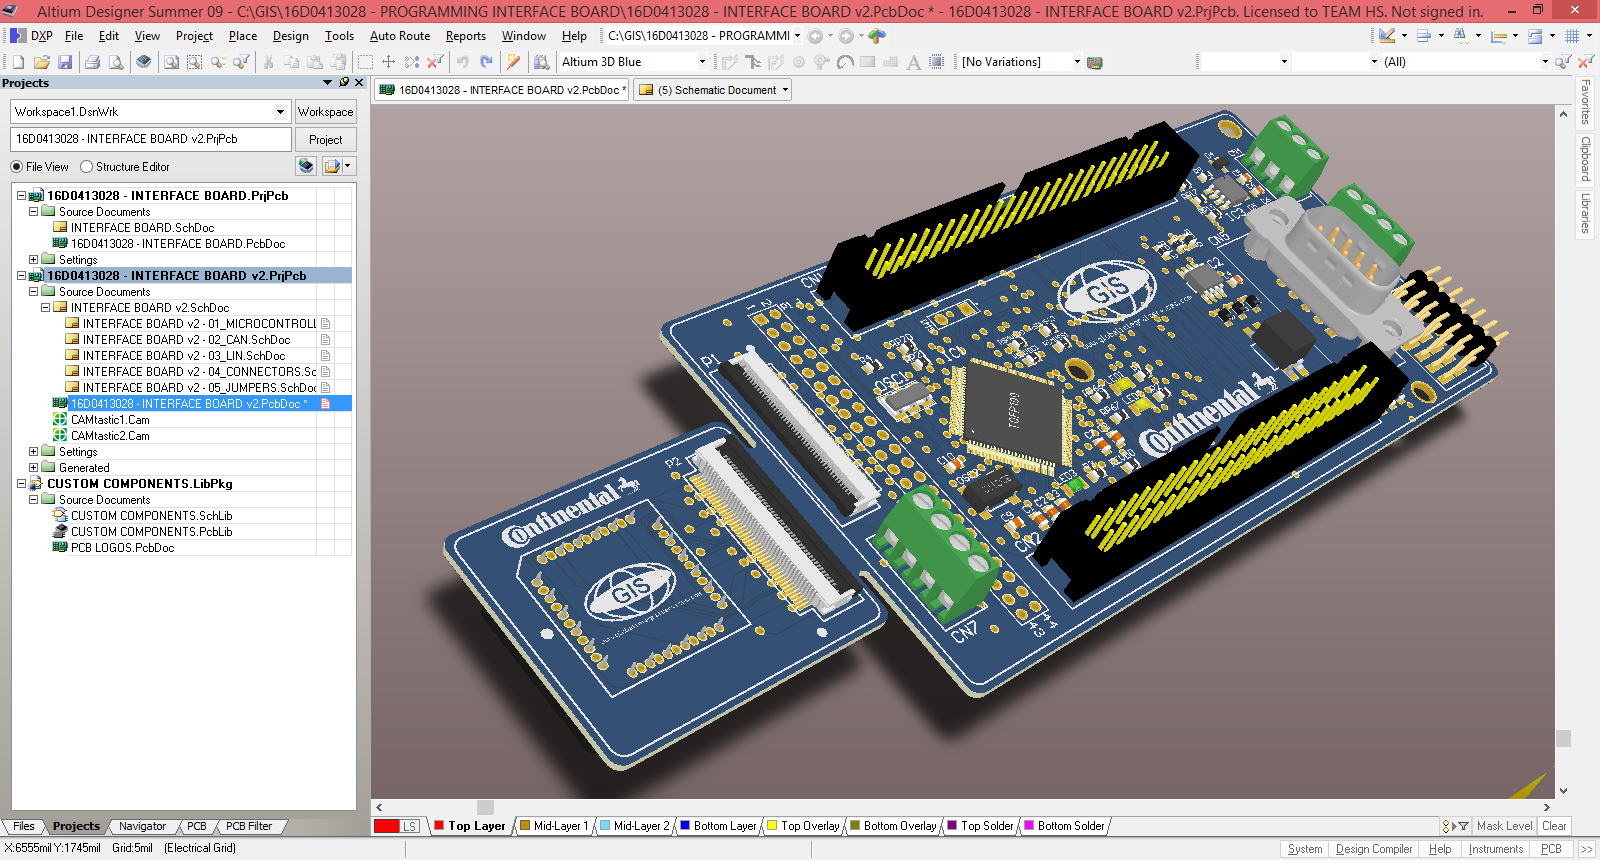 Altium Designer Summer 09 - C:\GIS\16D0413028 - PROGRAMMING INTERFACE BOARD\16D0413028 - INTERFACE BOARD v2.PcbDoc * - 16D0413028 - INTERFACE BOARD v2.PrjPcb. Licensed to TEAM HS. Not signed in.
DXP File Edit View Project Place Design Tools Auto Route Reports Window Help C:\GIS\16D0413028 - PROGRAMMI
Altium 3D Blue [No Variations] (All)
Projects
16D0413028 - INTERFACE BOARD v2.PcbDoc * (5) Schematic Document
Workspace1.DsnWrk Workspace
16D0413028 - INTERFACE BOARD v2.PrjPcb Project
File View Structure Editor
16D0413028 - INTERFACE BOARD.PrjPcb
Source Documents
INTERFACE BOARD.SchDoc
16D0413028 - INTERFACE BOARD.PcbDoc
Settings
16D0413028 - INTERFACE BOARD v2.PrjPcb
Source Documents
INTERFACE BOARD v2.SchDoc
INTERFACE BOARD v2 - 01_MICROCONTROLL
INTERFACE BOARD v2 - 02_CAN.SchDoc
INTERFACE BOARD v2 - 03_LIN.SchDoc
INTERFACE BOARD v2 - 04_CONNECTORS.Sc
INTERFACE BOARD v2 - 05_JUMPERS.SchDoc
16D0413028 - INTERFACE BOARD v2.PcbDoc *
CAMtastic1.Cam
CAMtastic2.Cam
Settings
Generated
CUSTOM COMPONENTS.LibPkg
Source Documents
CUSTOM COMPONENTS.SchLib
CUSTOM COMPONENTS.PcbLib
PCB LOGOS.PcbDoc
Favorites
Clipboard
Libraries
IC3
CN5
GIS
CN1
P1
OSC1
TQFP100
Continental
P2
Continental
GIS
LED3
CN2
CN7
43
44
Files Projects Navigator PCB PCB Filter
LS Top Layer Mid-Layer 1 Mid-Layer 2 Bottom Layer Top Overlay Bottom Overlay Top Solder Bottom Solder Mask Level Clear
X:6555mil Y:1745mil Grid:5mil (Electrical Grid) System Design Compiler Help Instruments PCB >>